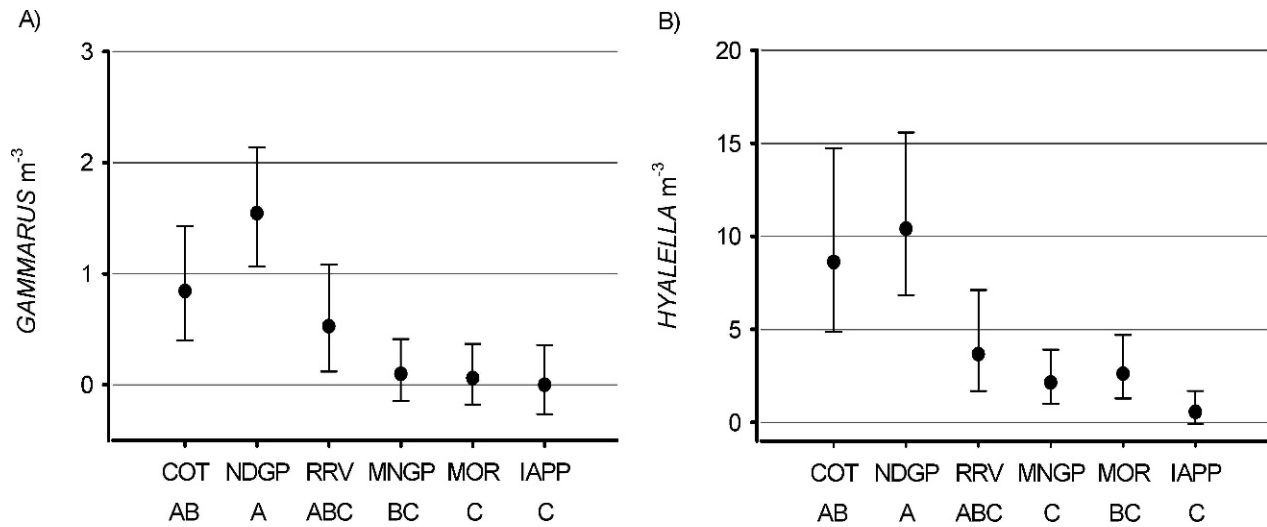 A)
GAMMARUS m⁻³
3
2
1
0
COT NDGP RRV MNGP MOR IAPP
AB A ABC BC C C
B)
HYALELLA m⁻³
20
15
10
5
0
COT NDGP RRV MNGP MOR IAPP
AB A ABC C BC C